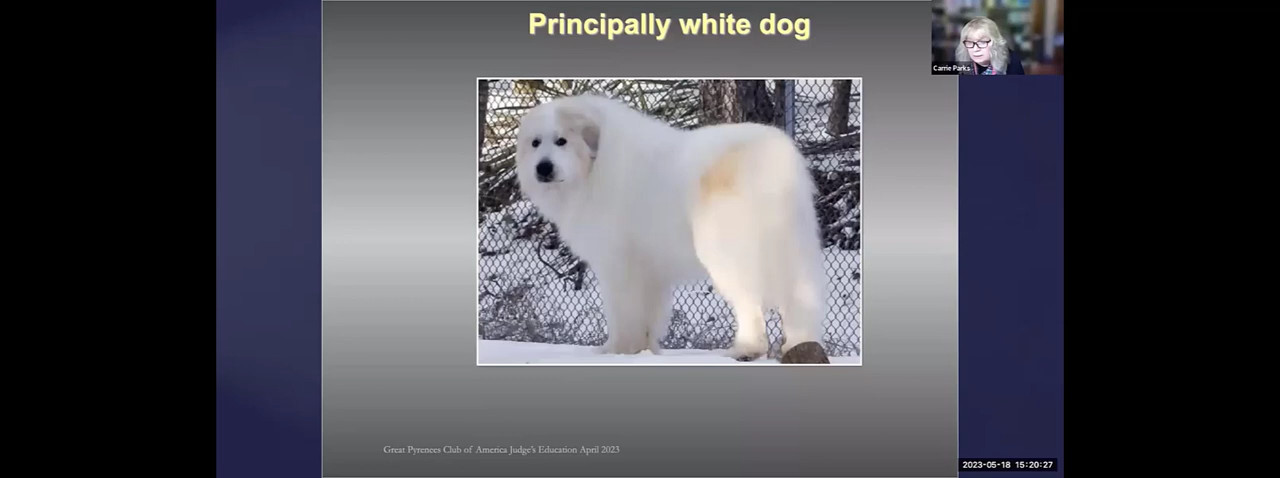 Principally white dog
Carrie Parks
Great Pyrenees Club of America Judge's Education April 2023
2023-05-18 15:20:27